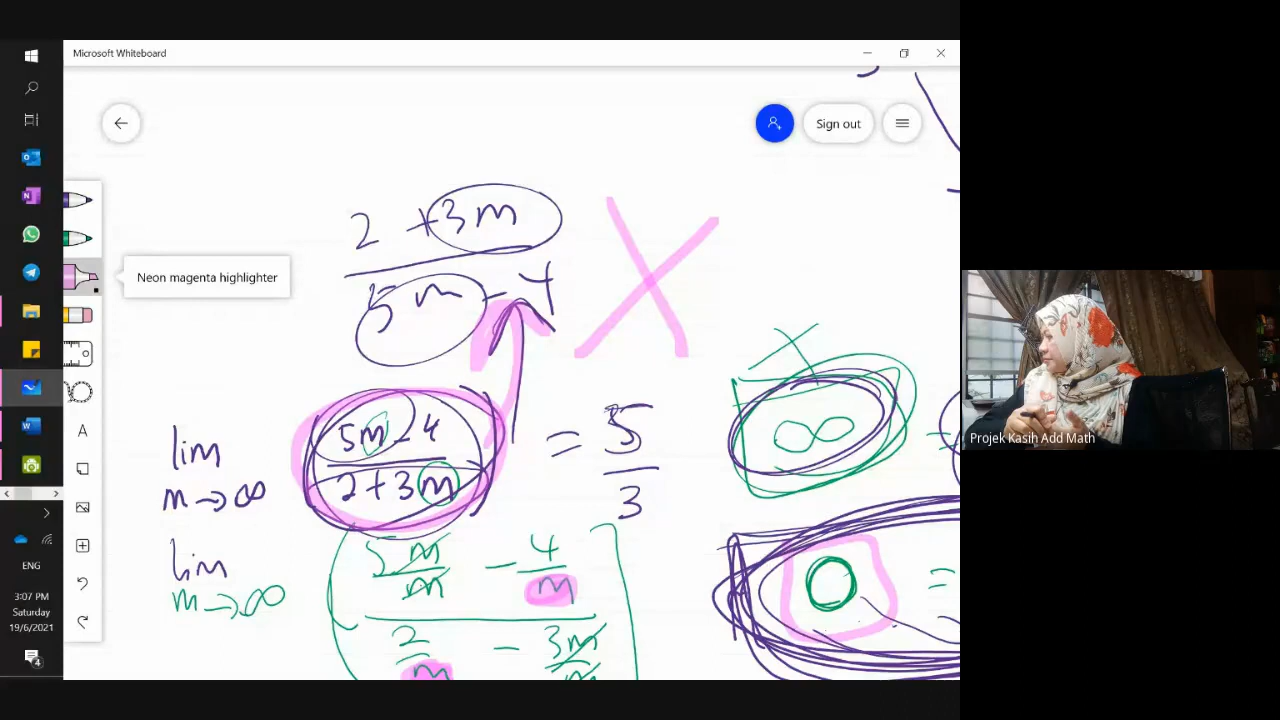 Microsoft Whiteboard
Sign out
2 + 3m
5m - 4
Neon magenta highlighter
lim m→∞ 5m - 4 = 5
2 + 3m 3
∞
lim m→∞ 5m/m - 4/m
2/m - 3m/m
0 =
Projek Kasih Add Math
A
ENG
3:07 PM
Saturday
19/6/2021
4